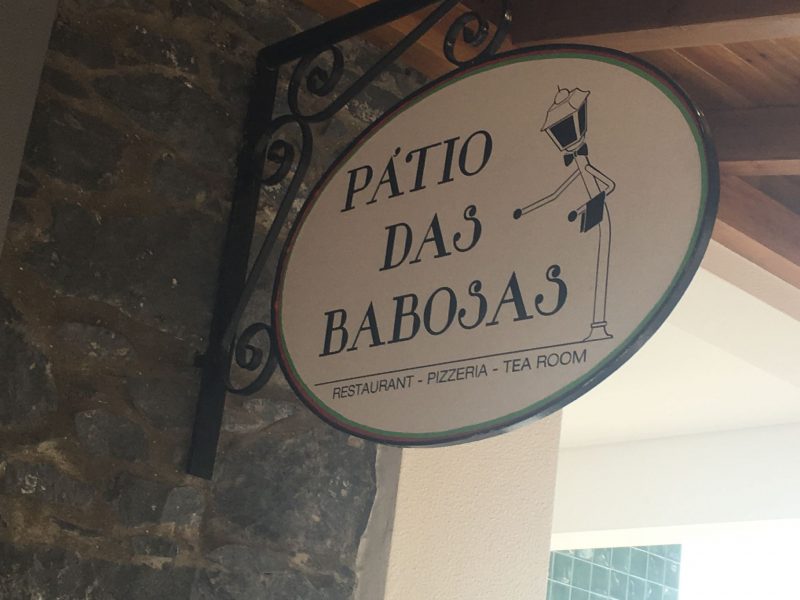 PÁTIO
DAS
BABOSAS
RESTAURANT - PIZZERIA - TEA ROOM